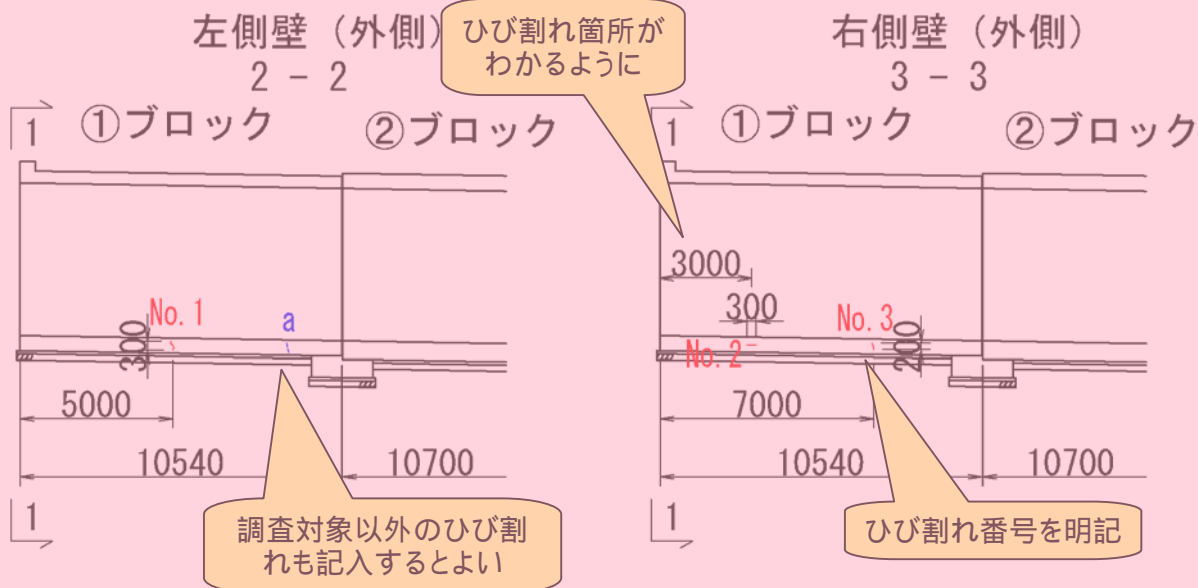 左側壁（外側）
2 - 2
ひび割れ箇所が
わかるように
右側壁（外側）
3 - 3
1
①ブロック
②ブロック
1
①ブロック
②ブロック
3000
300
No. 1
a
300
No. 3
200
No. 2
5000
7000
10540
10700
10540
10700
1
調査対象以外のひび割
れも記入するとよい
1
ひび割れ番号を明記